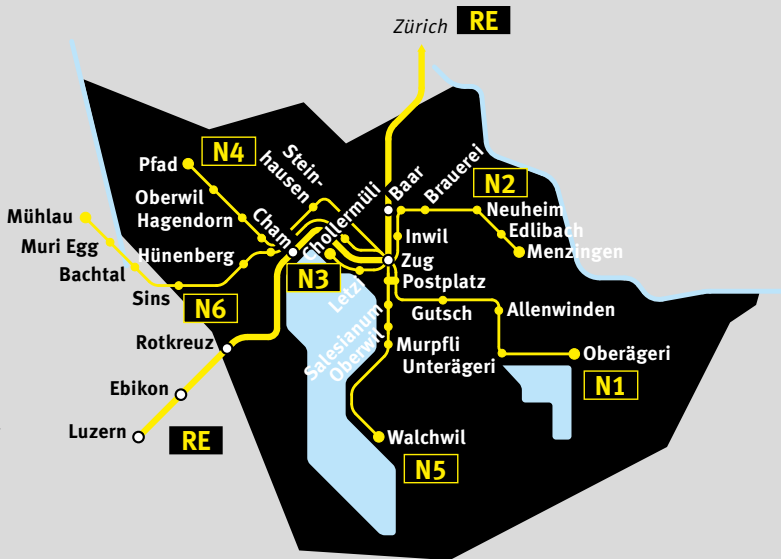 Zürich RE
N4
Pfad
Stein-
hausen
Baar
Brauerei
N2
Oberwil
Hagendorn
Cham
Chollermüli
Neuheim
Edlibach
Menzingen
Mühlau
Muri Egg
Bachtal
Hünenberg
Inwil
Zug
N3
Letzi
Postplatz
Sins
N6
Gutsch
Allenwinden
Salesianum
Oberwil
Rotkreuz
Murpfli
Unterägeri
Oberägeri
N1
Ebikon
Luzern
RE
Walchwil
N5